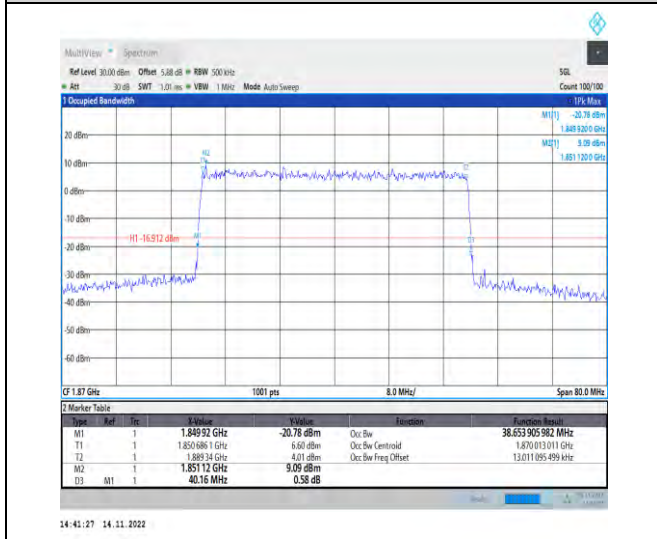 MultiView Spectrum
Ref Level 30.00 dBm Offset 5.88 dB RBW 500 kHz SGL
Att 30 dB SWT 1.01 ms VBW 1 MHz Mode Auto Sweep Count 100/100
1 Occupied Bandwidth 1Pk Max
M1[1] -20.78 dBm
1.849 920 0 GHz
20 dBm
M2[1] 9.09 dBm
1.851 120 0 GHz
M2
10 dBm
T1
T2
0 dBm
-10 dBm
H1 -16.912 dBm
M1
D3
-20 dBm
-30 dBm
-40 dBm
-50 dBm
-60 dBm
CF 1.87 GHz 1001 pts 8.0 MHz/ Span 80.0 MHz
2 Marker Table
Type Ref Trc X-Value Y-Value Function Function Result
M1 1 1.849 92 GHz -20.78 dBm Occ Bw 38.653 905 982 MHz
T1 1 1.850 686 1 GHz 6.60 dBm Occ Bw Centroid 1.870 013 011 GHz
T2 1 1.889 34 GHz 4.01 dBm Occ Bw Freq Offset 13.011 095 499 kHz
M2 1 1.851 12 GHz 9.09 dBm
D3 M1 1 40.16 MHz 0.58 dB
14:41:27 14.11.2022